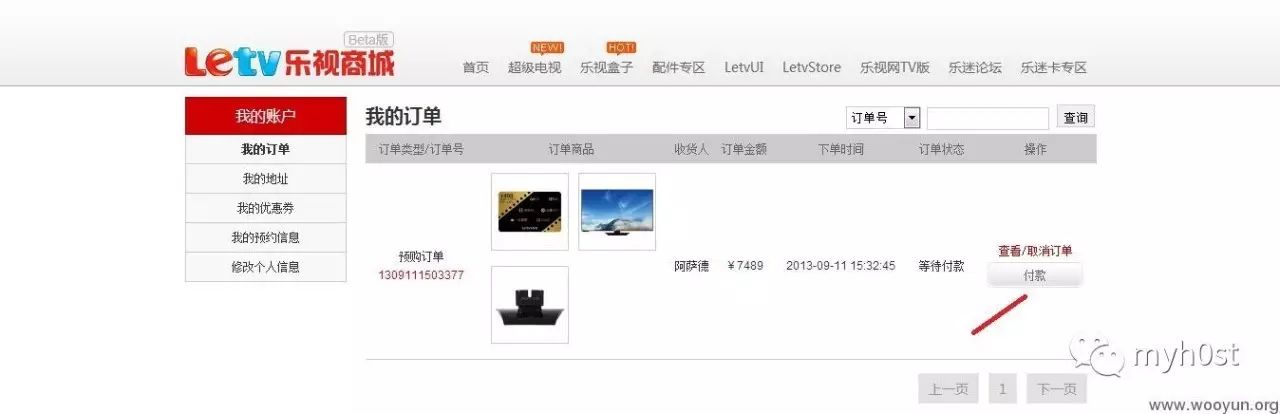 Beta版
Letv乐视商城
NEW!
HOT!
首页 超级电视 乐视盒子 配件专区 LetvUI LetvStore 乐视网TV版 乐迷论坛 乐迷卡专区
我的账户
我的订单
我的地址
我的优惠券
我的预约信息
修改个人信息
我的订单
订单号
查询
订单类型/订单号 订单商品 收货人 订单金额 下单时间 订单状态 操作
预购订单
1309111503377
阿萨德 ¥7489 2013-09-11 15:32:45 等待付款
查看/取消订单
付款
上一页 1 下一页
myh0st
www.wooyun.org